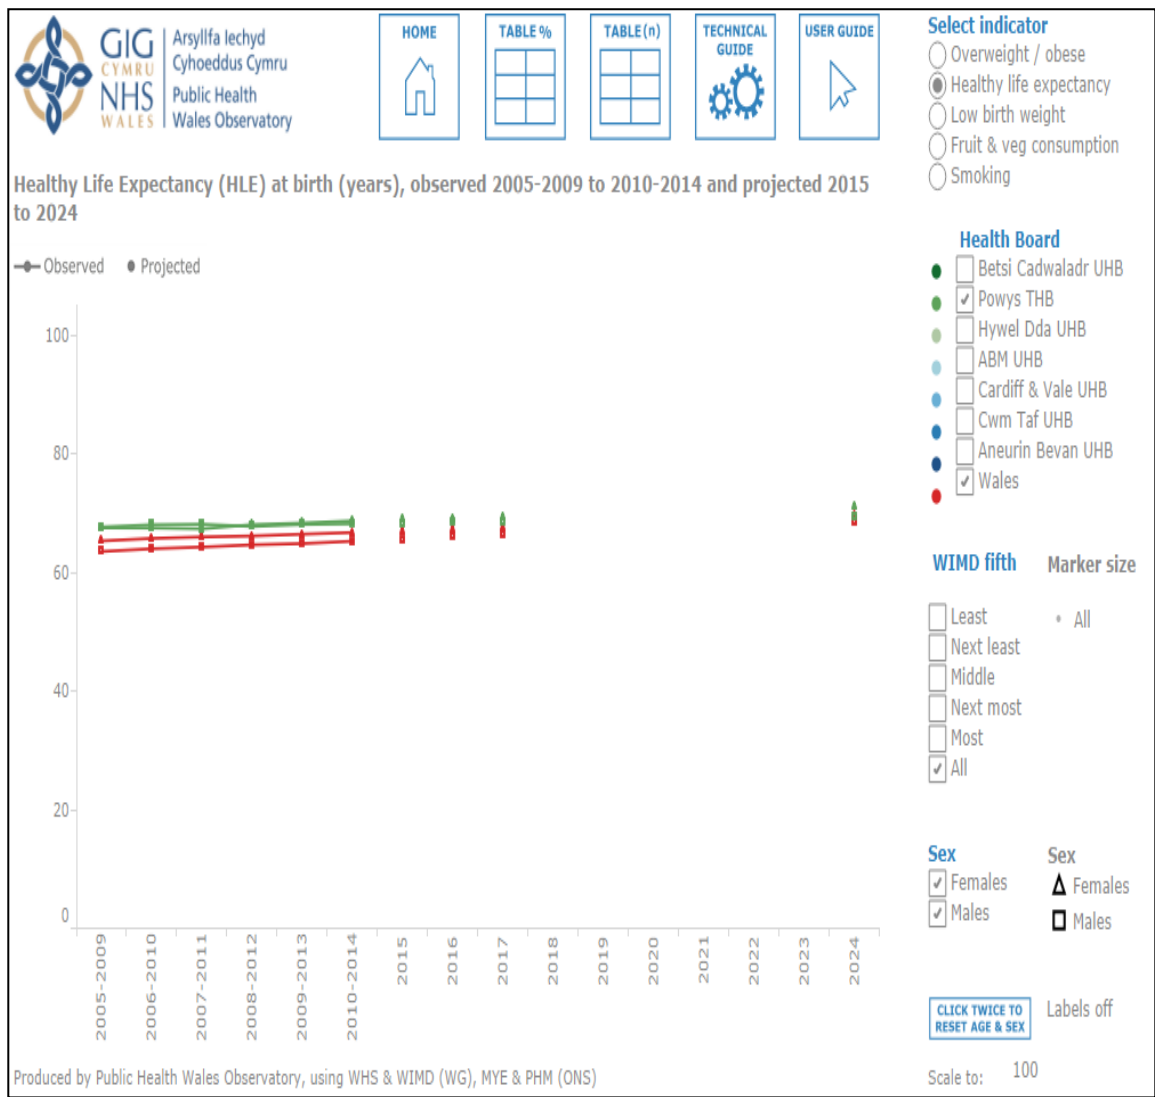 GIG
CYMRU
NHS
WALES
Arsyllfa Iechyd
Cyhoeddus Cymru
Public Health
Wales Observatory
HOME
TABLE %
TABLE(n)
TECHNICAL
GUIDE
USER GUIDE
Select indicator
Overweight / obese
Healthy life expectancy
Low birth weight
Fruit & veg consumption
Smoking
Healthy Life Expectancy (HLE) at birth (years), observed 2005-2009 to 2010-2014 and projected 2015
to 2024
Observed
Projected
Health Board
Betsi Cadwaladr UHB
Powys THB
Hywel Dda UHB
ABM UHB
Cardiff & Vale UHB
Cwm Taf UHB
Aneurin Bevan UHB
Wales
100
80
60
40
20
0
2005-2009
2006-2010
2007-2011
2008-2012
2009-2013
2010-2014
2015
2016
2017
2018
2019
2020
2021
2022
2023
2024
WIMD fifth
Marker size
Least
All
Next least
Middle
Next most
Most
All
Sex
Females
Males
Sex
Females
Males
CLICK TWICE TO
RESET AGE & SEX
Labels off
Scale to: 100
Produced by Public Health Wales Observatory, using WHS & WIMD (WG), MYE & PHM (ONS)